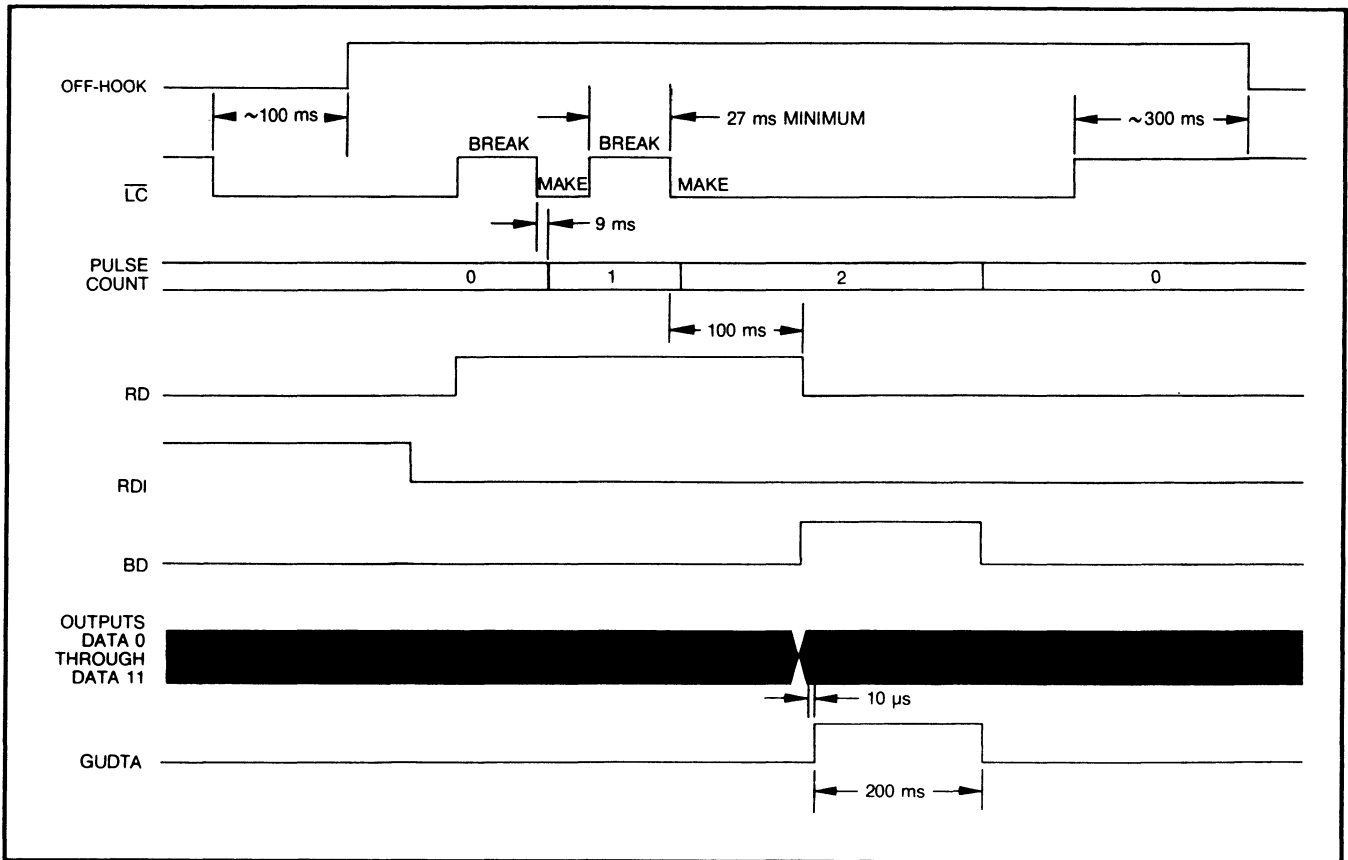 OFF-HOOK
~100 ms
27 ms MINIMUM
~300 ms
BREAK
BREAK
LC
MAKE
MAKE
9 ms
PULSE
COUNT
0
1
2
0
100 ms
RD
RDI
BD
OUTPUTS
DATA 0
THROUGH
DATA 11
10 µs
GUDTA
200 ms